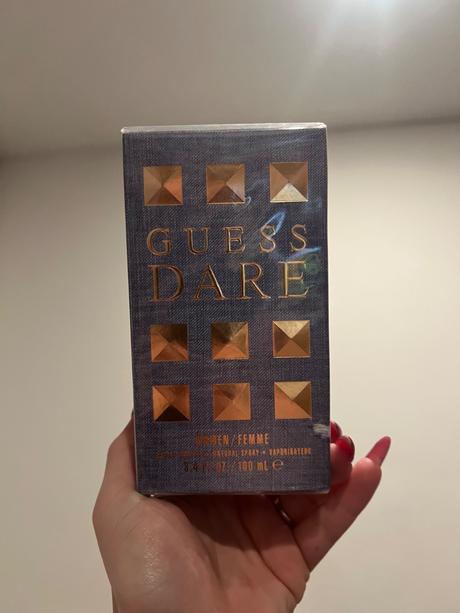 GUESS
DARE
WOMEN/FEMME
NATURAL SPRAY • VAPORISATEUR
3.4 FL OZ / 100 mL e